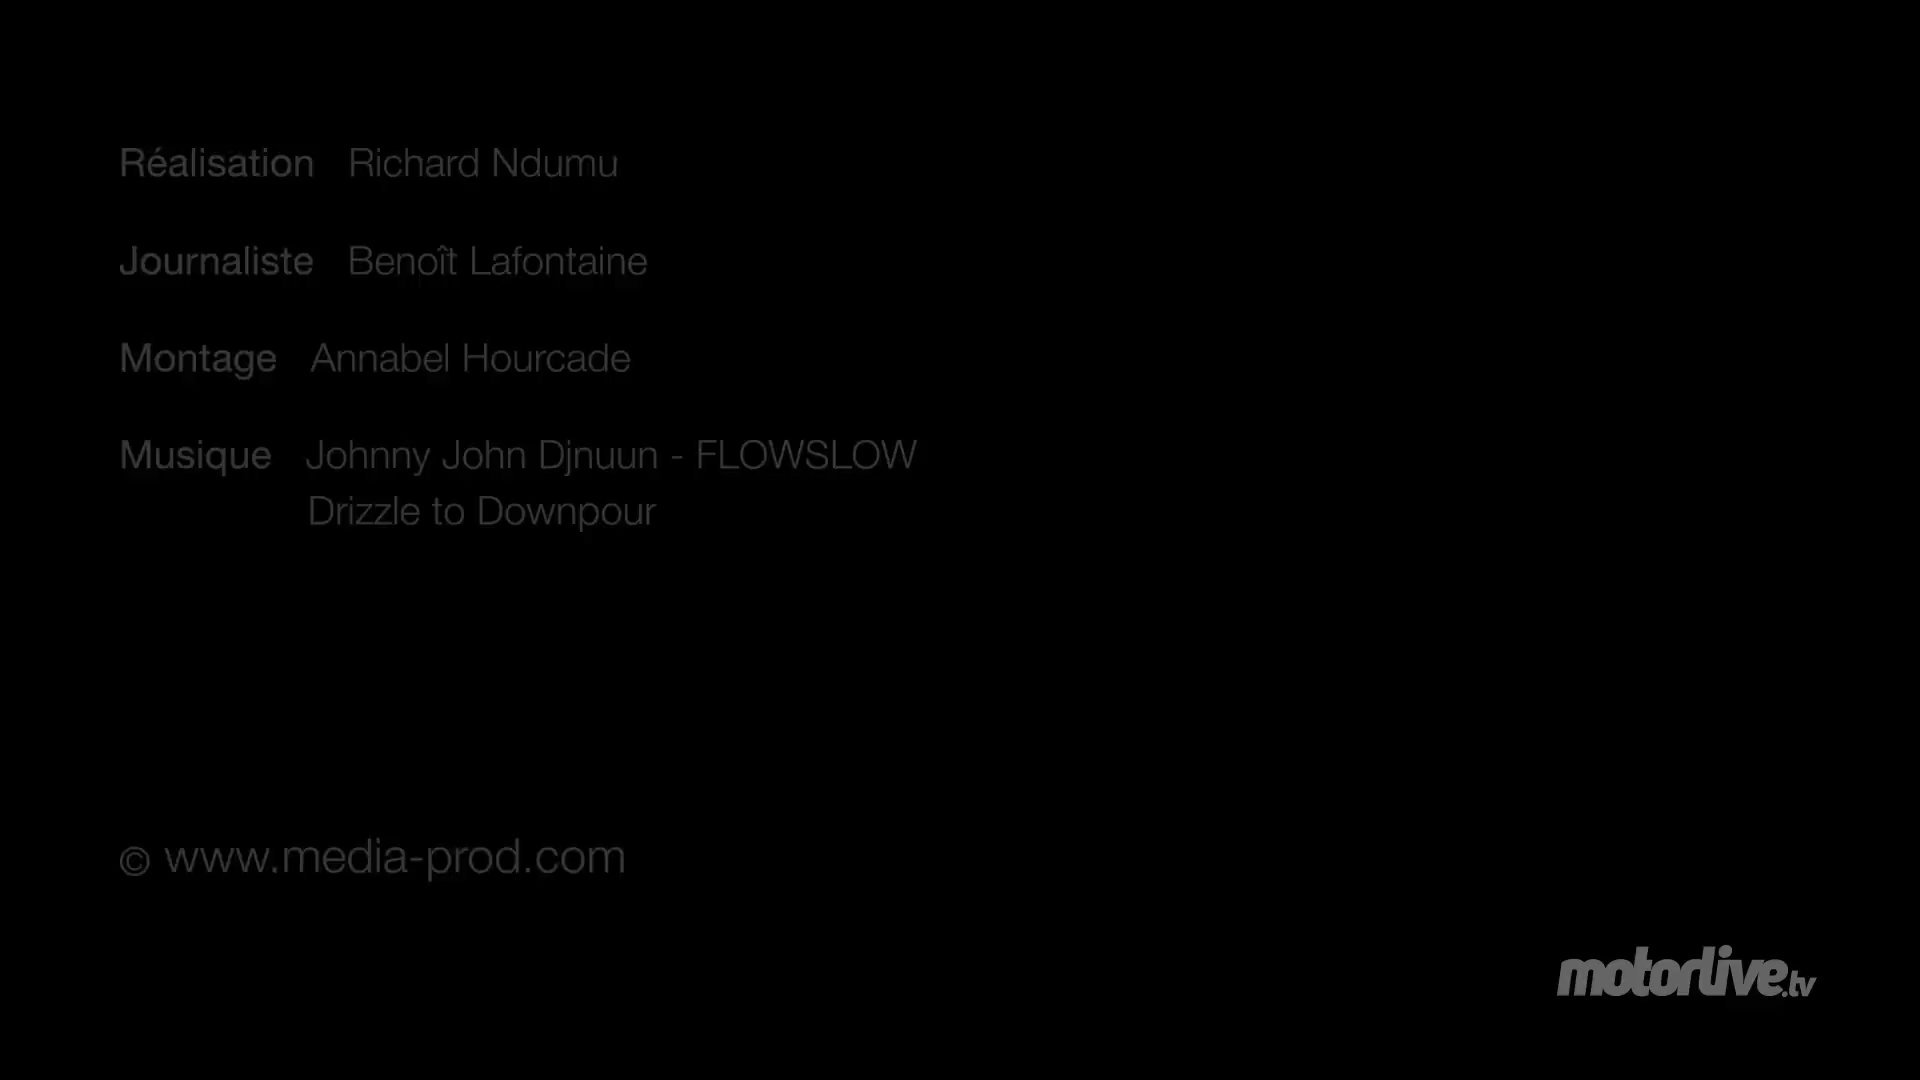 Réalisation Richard Ndumu
Journaliste Benoît Lafontaine
Montage Annabel Hourcade
Musique Johnny John Djnuun - FLOWSLOW
Drizzle to Downpour
© www.media-prod.com
motorlive.tv